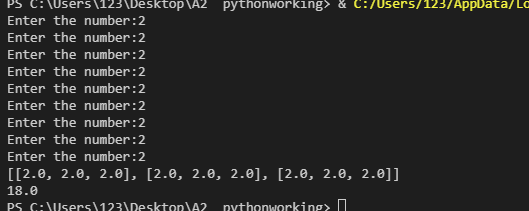 PS C:\Users\123\Desktop\A2  pythonworking> & C:/Users/123/AppData/Lo
Enter the number:2
Enter the number:2
Enter the number:2
Enter the number:2
Enter the number:2
Enter the number:2
Enter the number:2
Enter the number:2
Enter the number:2
[[2.0, 2.0, 2.0], [2.0, 2.0, 2.0], [2.0, 2.0, 2.0]]
18.0
PS C:\Users\123\Desktop\A2  pythonworking>